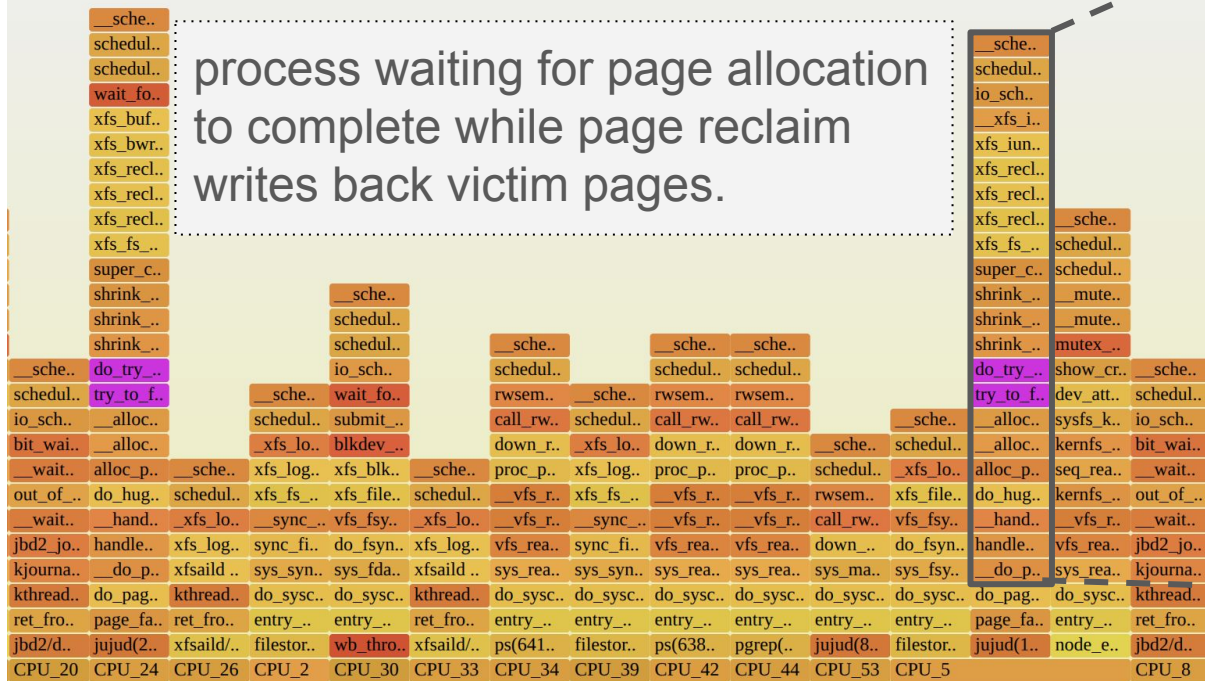 process waiting for page allocation
to complete while page reclaim
writes back victim pages.
__sche..
schedul.. __sche..
schedul.. schedul..
wait_fo.. io_sch..
xfs_buf.. __xfs_i..
xfs_bwr.. xfs_iun..
xfs_recl.. xfs_recl..
xfs_recl.. xfs_recl..
xfs_recl.. xfs_recl.. __sche..
xfs_fs_.. xfs_fs_.. schedul..
super_c.. super_c.. schedul..
shrink_.. __sche.. shrink_.. __mute..
shrink_.. schedul.. shrink_.. __mute..
shrink_.. schedul.. __sche.. __sche.. __sche.. shrink_.. mutex_..
__sche.. do_try_.. io_sch.. schedul.. schedul.. schedul.. do_try_.. show_cr.. __sche..
schedul.. try_to_f.. __sche.. wait_fo.. rwsem.. __sche.. rwsem.. rwsem.. try_to_f.. dev_att.. schedul..
io_sch.. __alloc.. schedul.. submit_.. call_rw.. schedul.. call_rw.. call_rw.. __sche.. __alloc.. sysfs_k.. io_sch..
bit_wai.. __alloc.. _xfs_lo.. blkdev_.. down_r.. _xfs_lo.. down_r.. down_r.. __sche.. schedul.. __alloc.. kernfs_.. bit_wai..
__wait.. alloc_p.. __sche.. xfs_log.. xfs_blk.. __sche.. proc_p.. xfs_log.. proc_p.. proc_p.. schedul.. _xfs_lo.. alloc_p.. seq_rea.. __wait..
out_of_.. do_hug.. schedul.. xfs_fs_.. xfs_file.. schedul.. __vfs_r.. xfs_fs_.. __vfs_r.. __vfs_r.. rwsem.. xfs_file.. do_hug.. kernfs_.. out_of_..
__wait.. __hand.. _xfs_lo.. __sync_.. vfs_fsy.. _xfs_lo.. __vfs_r.. __sync_.. __vfs_r.. __vfs_r.. call_rw.. vfs_fsy.. __hand.. __vfs_r.. __wait..
jbd2_jo.. handle.. xfs_log.. sync_fi.. do_fsyn.. xfs_log.. vfs_rea.. sync_fi.. vfs_rea.. vfs_rea.. down_.. do_fsyn.. handle.. vfs_rea.. jbd2_jo..
kjourna.. __do_p.. xfsaild .. sys_syn.. sys_fda.. xfsaild .. sys_rea.. sys_syn.. sys_rea.. sys_rea.. sys_ma.. sys_fsy.. __do_p.. sys_rea.. kjourna..
kthread.. do_pag.. kthread.. do_sysc.. do_sysc.. kthread.. do_sysc.. do_sysc.. do_sysc.. do_sysc.. do_sysc.. do_sysc.. do_pag.. do_sysc.. kthread..
ret_fro.. page_fa.. ret_fro.. entry_.. entry_.. ret_fro.. entry_.. entry_.. entry_.. entry_.. entry_.. entry_.. page_fa.. entry_.. ret_fro..
jbd2/d.. jujud(2.. xfsaild/.. filestor.. wb_thro.. xfsaild/.. ps(641.. filestor.. ps(638.. pgrep(.. jujud(8.. filestor.. jujud(1.. node_e.. jbd2/d..
CPU_20 CPU_24 CPU_26 CPU_2 CPU_30 CPU_33 CPU_34 CPU_39 CPU_42 CPU_44 CPU_53 CPU_5 CPU_8